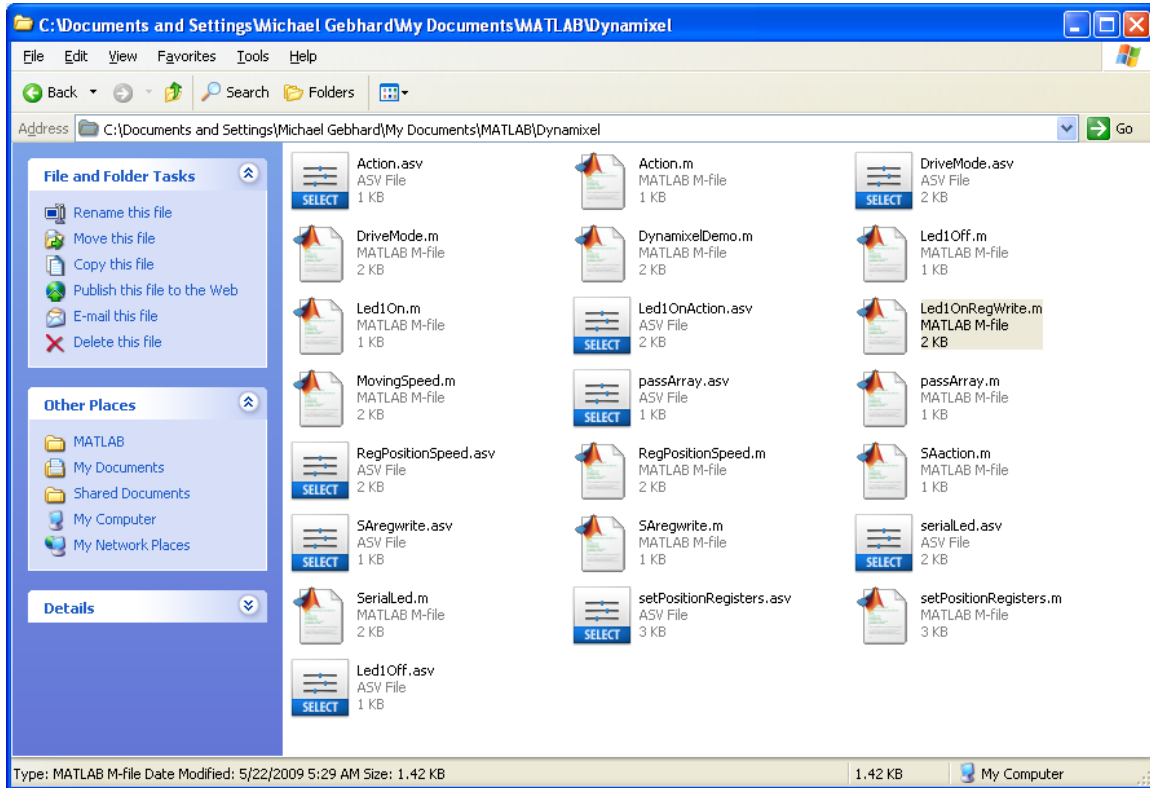 C:\Documents and Settings\Michael Gebhard\My Documents\MATLAB\Dynamixel
File Edit View Favorites Tools Help
Back Search Folders
Address C:\Documents and Settings\Michael Gebhard\My Documents\MATLAB\Dynamixel Go
File and Folder Tasks
Rename this file
Move this file
Copy this file
Publish this file to the Web
E-mail this file
Delete this file
Other Places
MATLAB
My Documents
Shared Documents
My Computer
My Network Places
Details
SELECT
Action.asv
ASV File
1 KB
Action.m
MATLAB M-file
1 KB
SELECT
DriveMode.asv
ASV File
2 KB
DriveMode.m
MATLAB M-file
2 KB
DynamixelDemo.m
MATLAB M-file
2 KB
Led1Off.m
MATLAB M-file
1 KB
Led1On.m
MATLAB M-file
1 KB
SELECT
Led1OnAction.asv
ASV File
2 KB
Led1OnRegWrite.m
MATLAB M-file
2 KB
MovingSpeed.m
MATLAB M-file
2 KB
SELECT
passArray.asv
ASV File
1 KB
passArray.m
MATLAB M-file
1 KB
SELECT
RegPositionSpeed.asv
ASV File
2 KB
RegPositionSpeed.m
MATLAB M-file
2 KB
SAaction.m
MATLAB M-file
1 KB
SELECT
SAregwrite.asv
ASV File
1 KB
SAregwrite.m
MATLAB M-file
1 KB
SELECT
serialLed.asv
ASV File
2 KB
SerialLed.m
MATLAB M-file
2 KB
SELECT
setPositionRegisters.asv
ASV File
3 KB
setPositionRegisters.m
MATLAB M-file
3 KB
SELECT
Led1Off.asv
ASV File
1 KB
Type: MATLAB M-file Date Modified: 5/22/2009 5:29 AM Size: 1.42 KB 1.42 KB My Computer